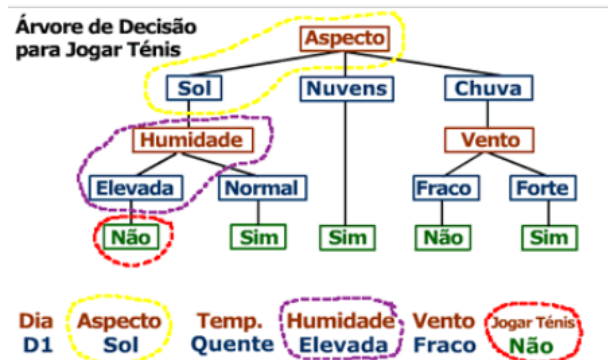 Árvore de Decisão
para Jogar Ténis
Aspecto
Sol Nuvens Chuva
Humidade Vento
Elevada Normal Fraco Forte
Não Sim Sim Não Sim
Dia Aspecto Temp. Humidade Vento Jogar Ténis
D1 Sol Quente Elevada Fraco Não